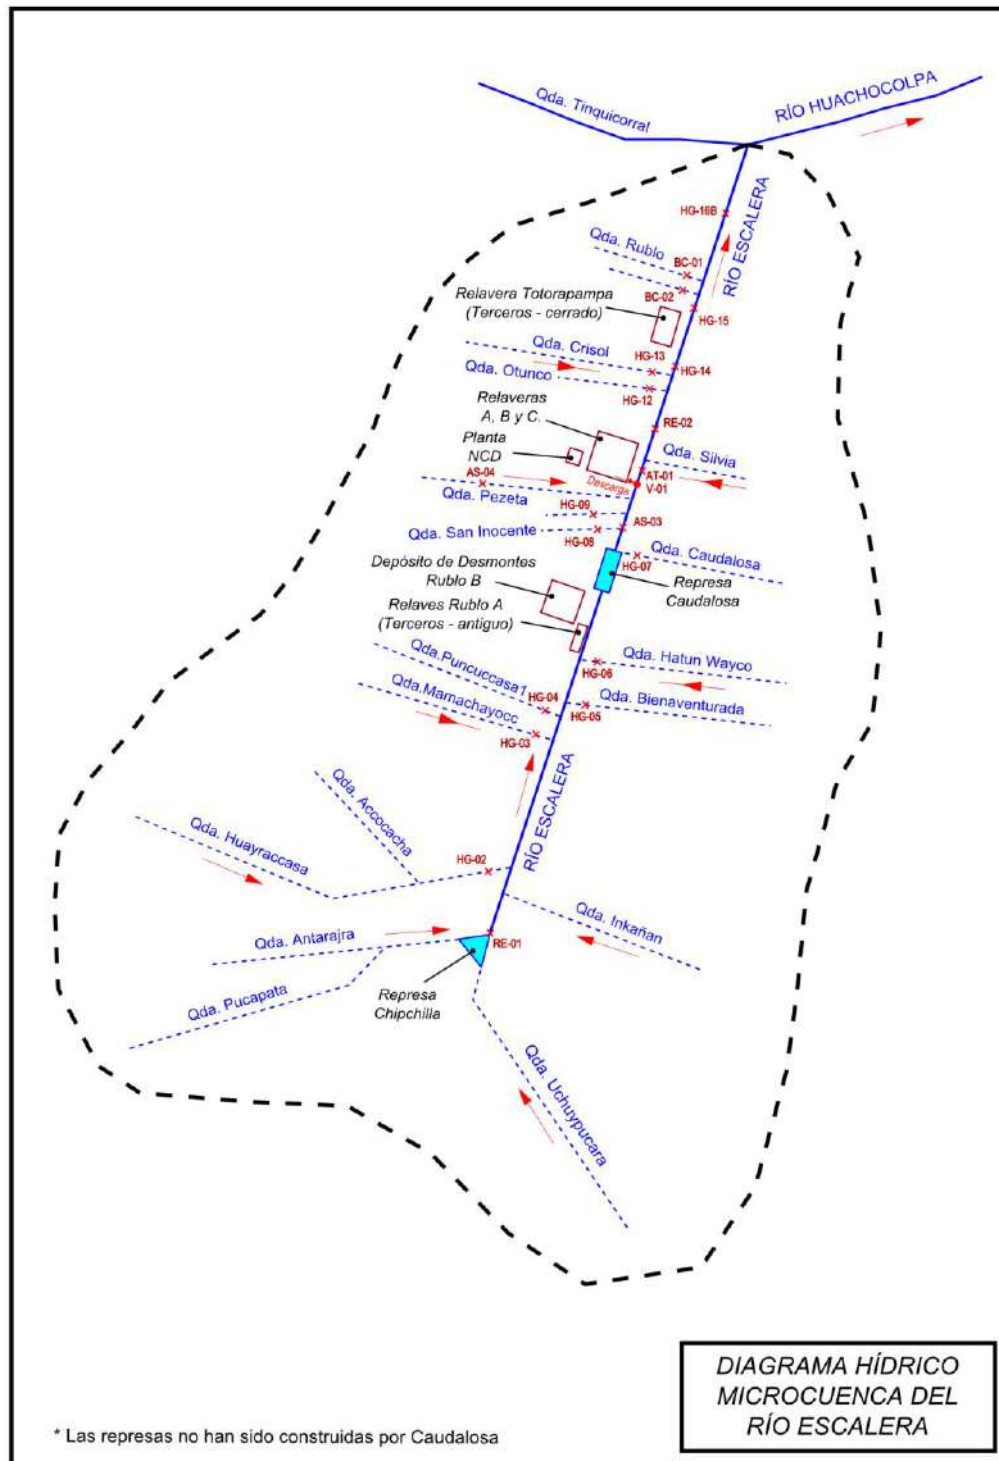 Qda. Tinquicorral
RÍO HUACHOCOLPA
HG-16B
RÍO ESCALERA
Qda. Rublo
BC-01
BC-02
Relavera Totorapampa
(Terceros - cerrado)
HG-15
Qda. Crisol
HG-13
HG-14
Qda. Otunco
HG-12
Relaveras
A, B y C.
RE-02
Planta
NCD
Qda. Silvia
AS-04
AT-01
V-01
Descarga
Qda. Pezeta
HG-09
AS-03
Qda. San Inocente
HG-08
Qda. Caudalosa
HG-07
Depósito de Desmontes
Rublo B
Represa
Caudalosa
Relaves Rublo A
(Terceros - antiguo)
Qda.Puncuccasa1
Qda. Hatun Wayco
HG-06
HG-04
HG-05
Qda. Bienaventurada
Qda.Mamachayocc
HG-03
RÍO ESCALERA
Qda. Accocacha
Qda. Huayraccasa
HG-02
Qda. Inkañan
Qda. Antarajra
RE-01
Qda. Pucapata
Represa
Chipchilla
Qda. Uchuypucara
DIAGRAMA HÍDRICO
MICROCUENCA DEL
RÍO ESCALERA
* Las represas no han sido construidas por Caudalosa